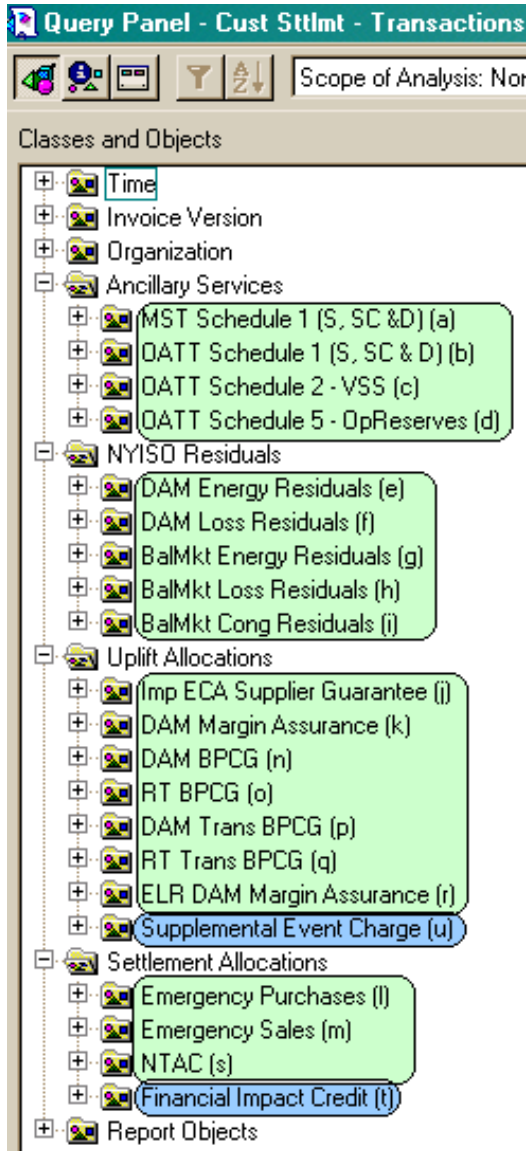 Query Panel - Cust Sttlmt - Transactions
Scope of Analysis: Nor
Classes and Objects
Time
Invoice Version
Organization
Ancillary Services
MST Schedule 1 (S, SC &D) (a)
OATT Schedule 1 (S, SC & D) (b)
OATT Schedule 2 - VSS (c)
OATT Schedule 5 - OpReserves (d)
NYISO Residuals
DAM Energy Residuals (e)
DAM Loss Residuals (f)
BalMkt Energy Residuals (g)
BalMkt Loss Residuals (h)
BalMkt Cong Residuals (i)
Uplift Allocations
Imp ECA Supplier Guarantee (j)
DAM Margin Assurance (k)
DAM BPCG (n)
RT BPCG (o)
DAM Trans BPCG (p)
RT Trans BPCG (q)
ELR DAM Margin Assurance (r)
Supplemental Event Charge (u)
Settlement Allocations
Emergency Purchases (l)
Emergency Sales (m)
NTAC (s)
Financial Impact Credit (t)
Report Objects